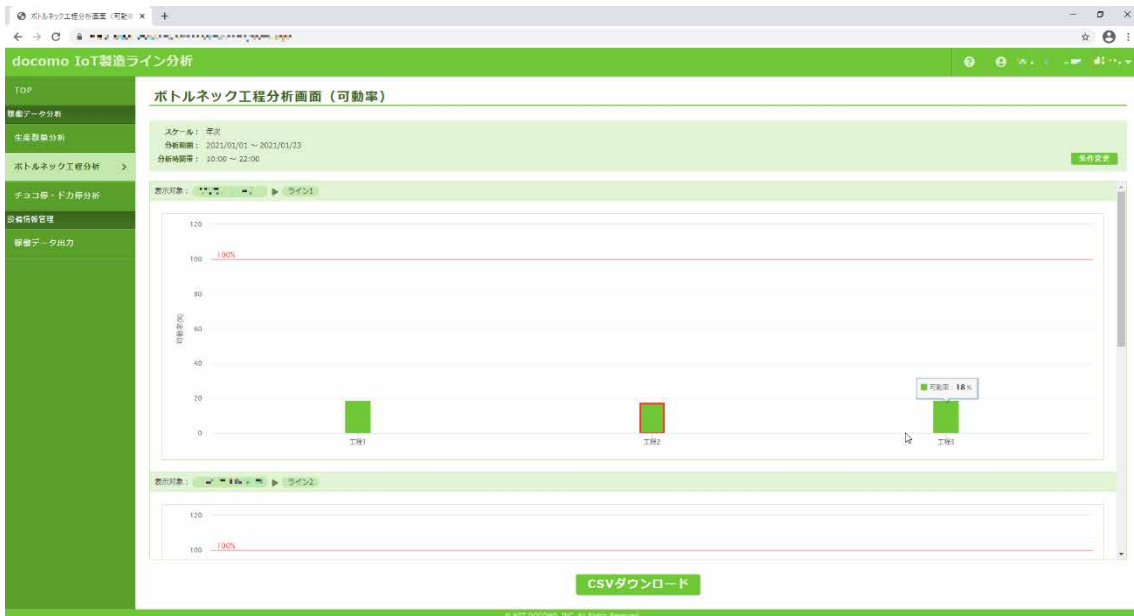 ボトルネック工程分析画面（可動率
docomo IoT製造ライン分析
TOP
稼働データ分析
生産数量分析
ボトルネック工程分析
チョコ停・ドカ停分析
設備情報管理
稼働データ出力
ボトルネック工程分析画面（可動率）
スケール： 年次
分析期間： 2021/01/01 ～ 2021/01/23
分析時間帯： 10:00 ～ 22:00
条件変更
表示対象： ▶ ライン1
120
100
100%
80
60
40
20
0
可動率(%)
可動率：18 %
工程1
工程2
工程3
表示対象： ▶ ライン2
120
100
100%
CSVダウンロード
© NTT DOCOMO, INC. All Rights Reserved.